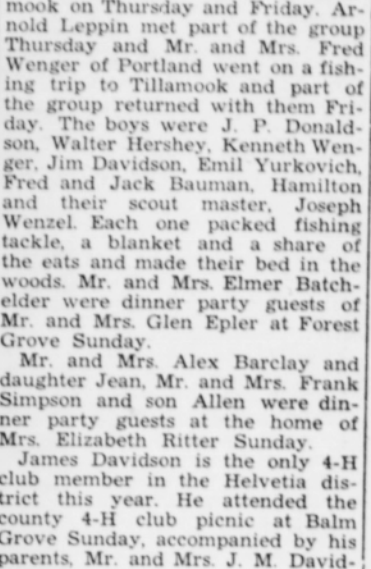 mook on Thursday and Friday. Ar-
nold Leppin met part of the group
Thursday and Mr. and Mrs. Fred
Wenger of Portland went on a fish-
ing trip to Tillamook and part of
the group returned with them Fri-
day. The boys were J. P. Donald-
son, Walter Hershey, Kenneth Wen-
ger, Jim Davidson, Emil Yurkovich,
Fred and Jack Bauman, Hamilton
and their scout master, Joseph
Wenzel. Each one packed fishing
tackle, a blanket and a share of
the eats and made their bed in the
woods. Mr. and Mrs. Elmer Batch-
elder were dinner party guests of
Mr. and Mrs. Glen Epler at Forest
Grove Sunday.
Mr. and Mrs. Alex Barclay and
daughter Jean, Mr. and Mrs. Frank
Simpson and son Allen were din-
ner party guests at the home of
Mrs. Elizabeth Ritter Sunday.
James Davidson is the only 4-H
club member in the Helvetia dis-
trict this year. He attended the
county 4-H club picnic at Balm
Grove Sunday, accompanied by his
parents, Mr. and Mrs. J. M. David-